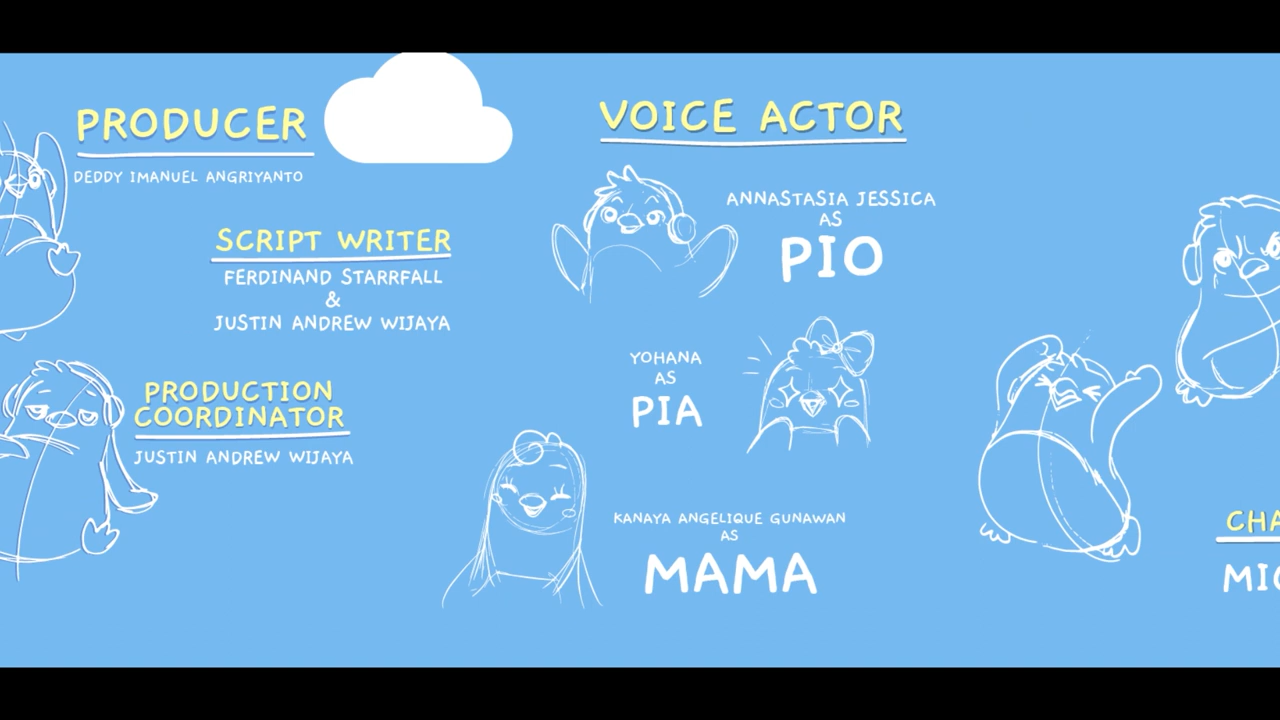 PRODUCER
DEDDY IMANUEL ANGRIYANTO
SCRIPT WRITER
FERDINAND STARRFALL
&
JUSTIN ANDREW WIJAYA
PRODUCTION
COORDINATOR
JUSTIN ANDREW WIJAYA
VOICE ACTOR
ANNASTASIA JESSICA
AS
PIO
YOHANA
AS
PIA
KANAYA ANGELIQUE GUNAWAN
AS
MAMA